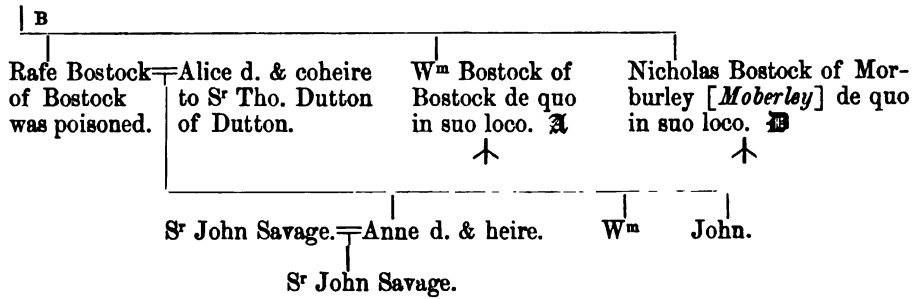 B
Rafe Bostock
of Bostock
was poisoned.
Alice d. & coheire
to Sr Tho. Dutton
of Dutton.
Wm Bostock of
Bostock de quo
in suo loco. A
Nicholas Bostock of Mor-
burley [Moberley] de quo
in suo loco. D
Sr John Savage.
Anne d. & heire.
Wm
John.
Sr John Savage.